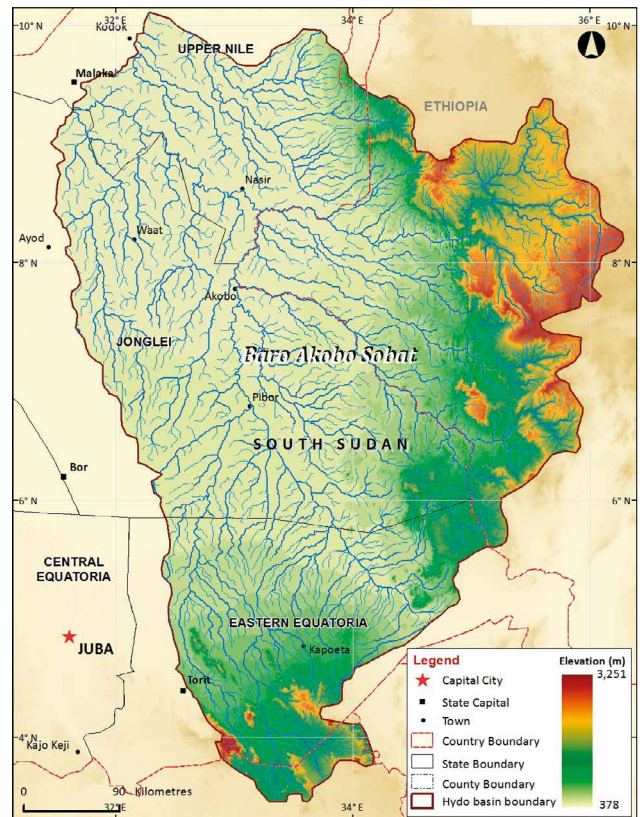 10° N
32° E
34° E
36° E
Kodok
UPPER NILE
Malakal
ETHIOPIA
Nasir
Waat
Ayod
8° N
8° N
Akobo
JONGLEI
Baro Akobo Sobat
Pibor
SOUTH SUDAN
Bor
6° N
6° N
CENTRAL
EQUATORIA
EASTERN EQUATORIA
JUBA
Kapoeta
Torit
Kajo Keji
4° N
Legend
Capital City
State Capital
Town
Country Boundary
State Boundary
County Boundary
Hydo basin boundary
Elevation (m)
3,251
378
0
90
Kilometres
32° E
34° E